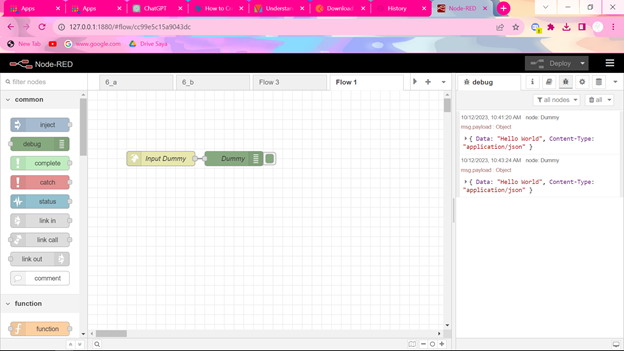 Apps
Apps
ChatGPT
How to Cr
Understan
Download
History
Node-RED
127.0.0.1:1880/#flow/cc99e5c15a9043dc
New Tab
www.google.com
Drive Saya
Node-RED
Deploy
filter nodes
6_a
6_b
Flow 3
Flow 1
debug
all nodes
all
common
inject
debug
complete
catch
status
link in
link call
link out
comment
function
function
Input Dummy
Dummy
10/12/2023, 10:41:20 AM node: Dummy
msg.payload : Object
{ Data: "Hello World", Content-Type:
"application/json" }
10/12/2023, 10:43:24 AM node: Dummy
msg.payload : Object
{ Data: "Hello World", Content-Type:
"application/json" }